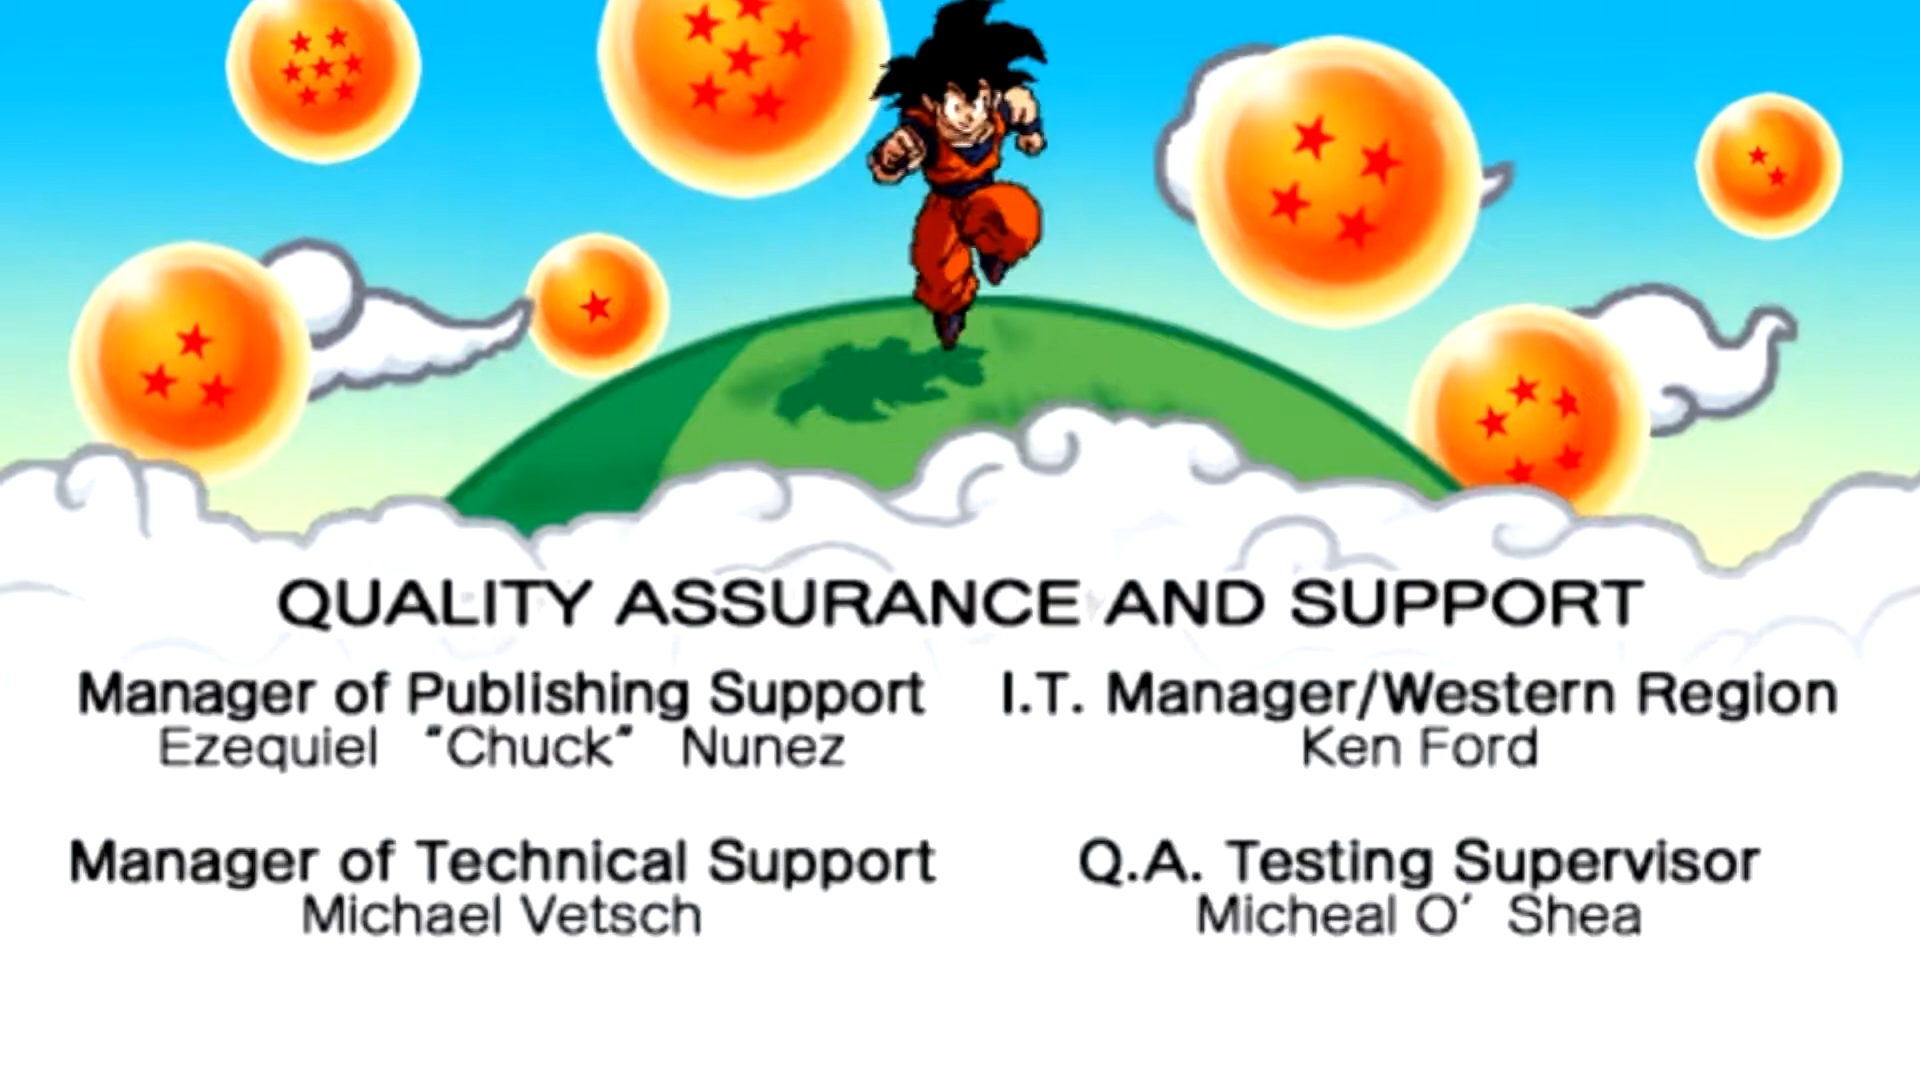 QUALITY ASSURANCE AND SUPPORT
Manager of Publishing Support
Ezequiel “Chuck” Nunez
I.T. Manager/Western Region
Ken Ford
Manager of Technical Support
Michael Vetsch
Q.A. Testing Supervisor
Micheal O’ Shea